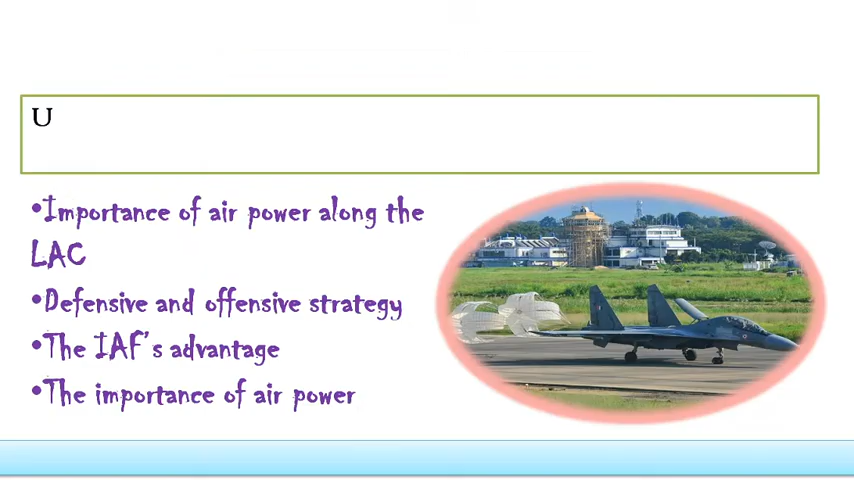 U
•Importance of air power along the
LAC
•Defensive and offensive strategy
•The IAF's advantage
•The importance of air power